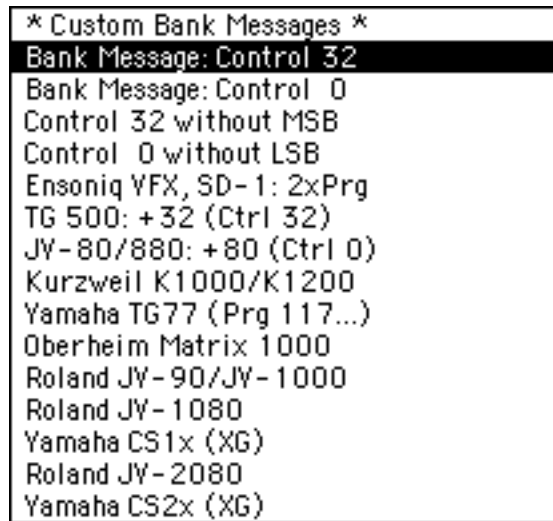 * Custom Bank Messages *
Bank Message: Control 32
Bank Message: Control 0
Control 32 without MSB
Control 0 without LSB
Ensoniq VFX, SD-1: 2xPrg
TG 500: +32 (Ctrl 32)
JV-80/880: +80 (Ctrl 0)
Kurzweil K1000/K1200
Yamaha TG77 (Prg 117...)
Oberheim Matrix 1000
Roland JV-90/JV-1000
Roland JV-1080
Yamaha CS1x (XG)
Roland JV-2080
Yamaha CS2x (XG)